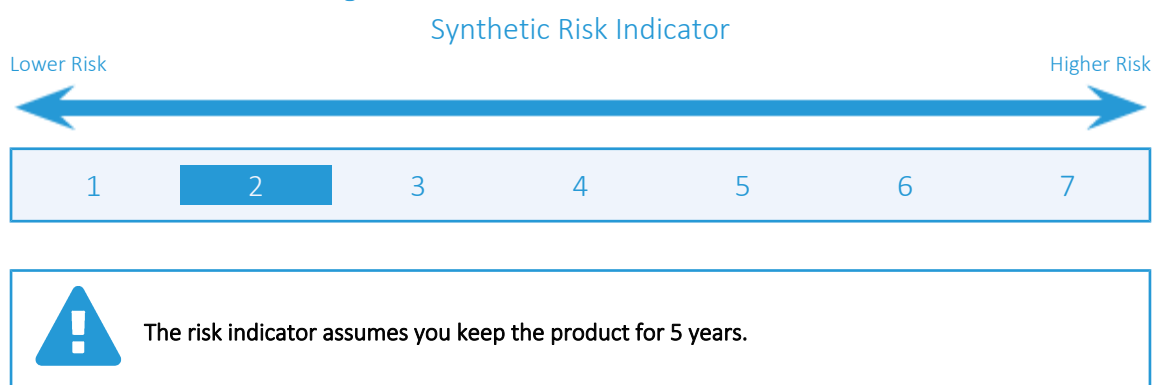 Synthetic Risk Indicator
Lower Risk Higher Risk
1 2 3 4 5 6 7
The risk indicator assumes you keep the product for 5 years.